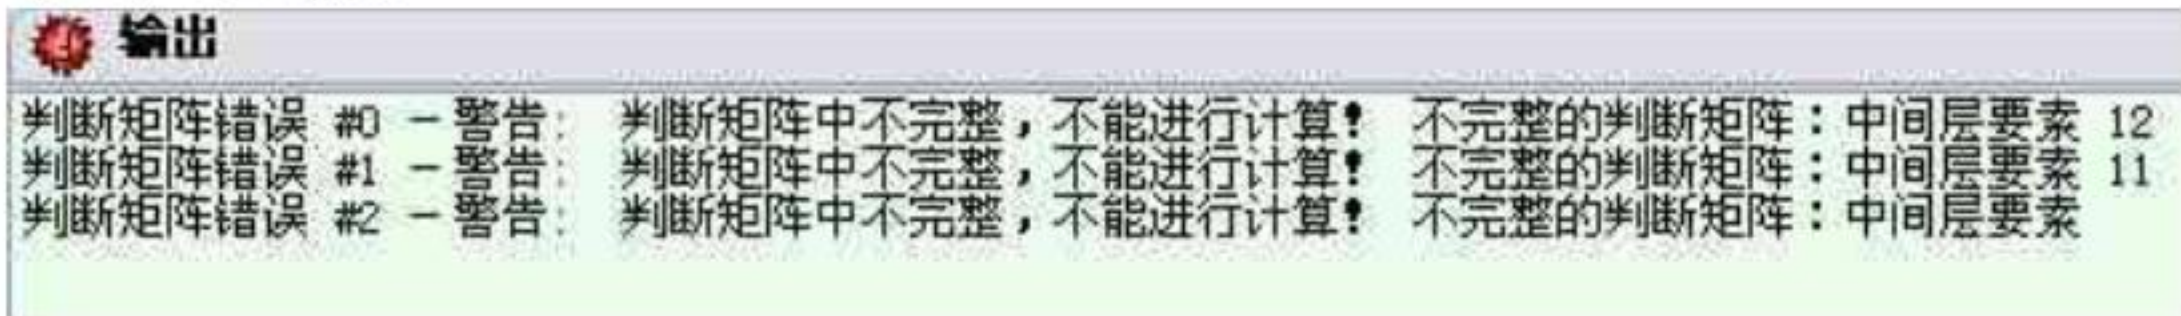 输出
判断矩阵错误 #0 - 警告: 判断矩阵中不完整，不能进行计算! 不完整的判断矩阵：中间层要素 12
判断矩阵错误 #1 - 警告: 判断矩阵中不完整，不能进行计算! 不完整的判断矩阵：中间层要素 11
判断矩阵错误 #2 - 警告: 判断矩阵中不完整，不能进行计算! 不完整的判断矩阵：中间层要素